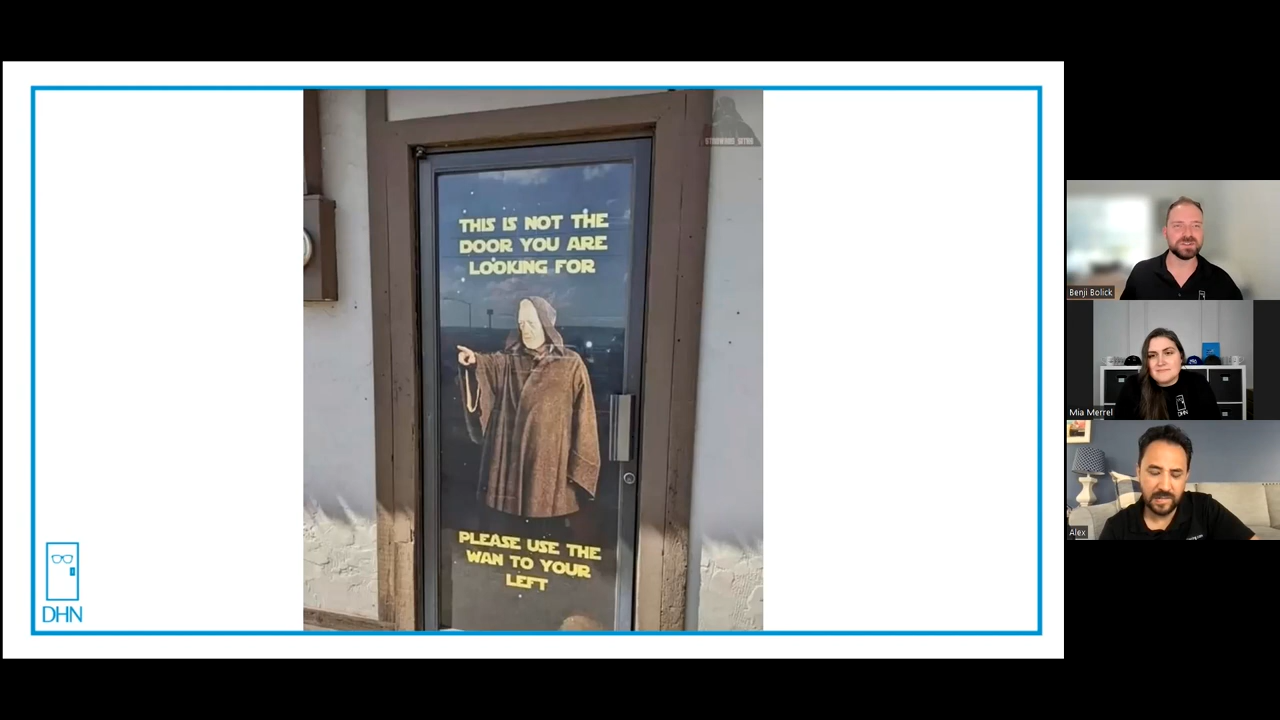 THIS IS NOT THE
DOOR YOU ARE
LOOKING FOR
PLEASE USE THE
WAN TO YOUR
LEFT
DHN
Benji Bolick
Mia Merrel
DHN
Alex